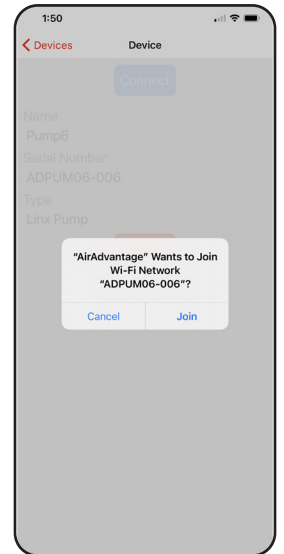 1:50
Devices
Device
Connect
Name
Pump6
Serial Number
ADPUM06-006
Type
Linx Pump
"AirAdvantage" Wants to Join
Wi-Fi Network
"ADPUM06-006"?
Cancel
Join